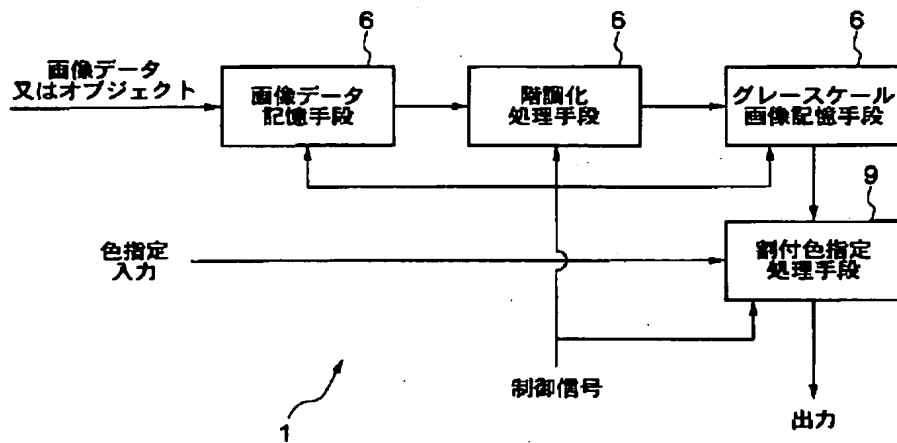 6
6
6
画像データ
又はオブジェクト
画像データ
記憶手段
階調化
処理手段
グレースケール
画像記憶手段
9
色指定
入力
割付色指定
処理手段
制御信号
1
出力